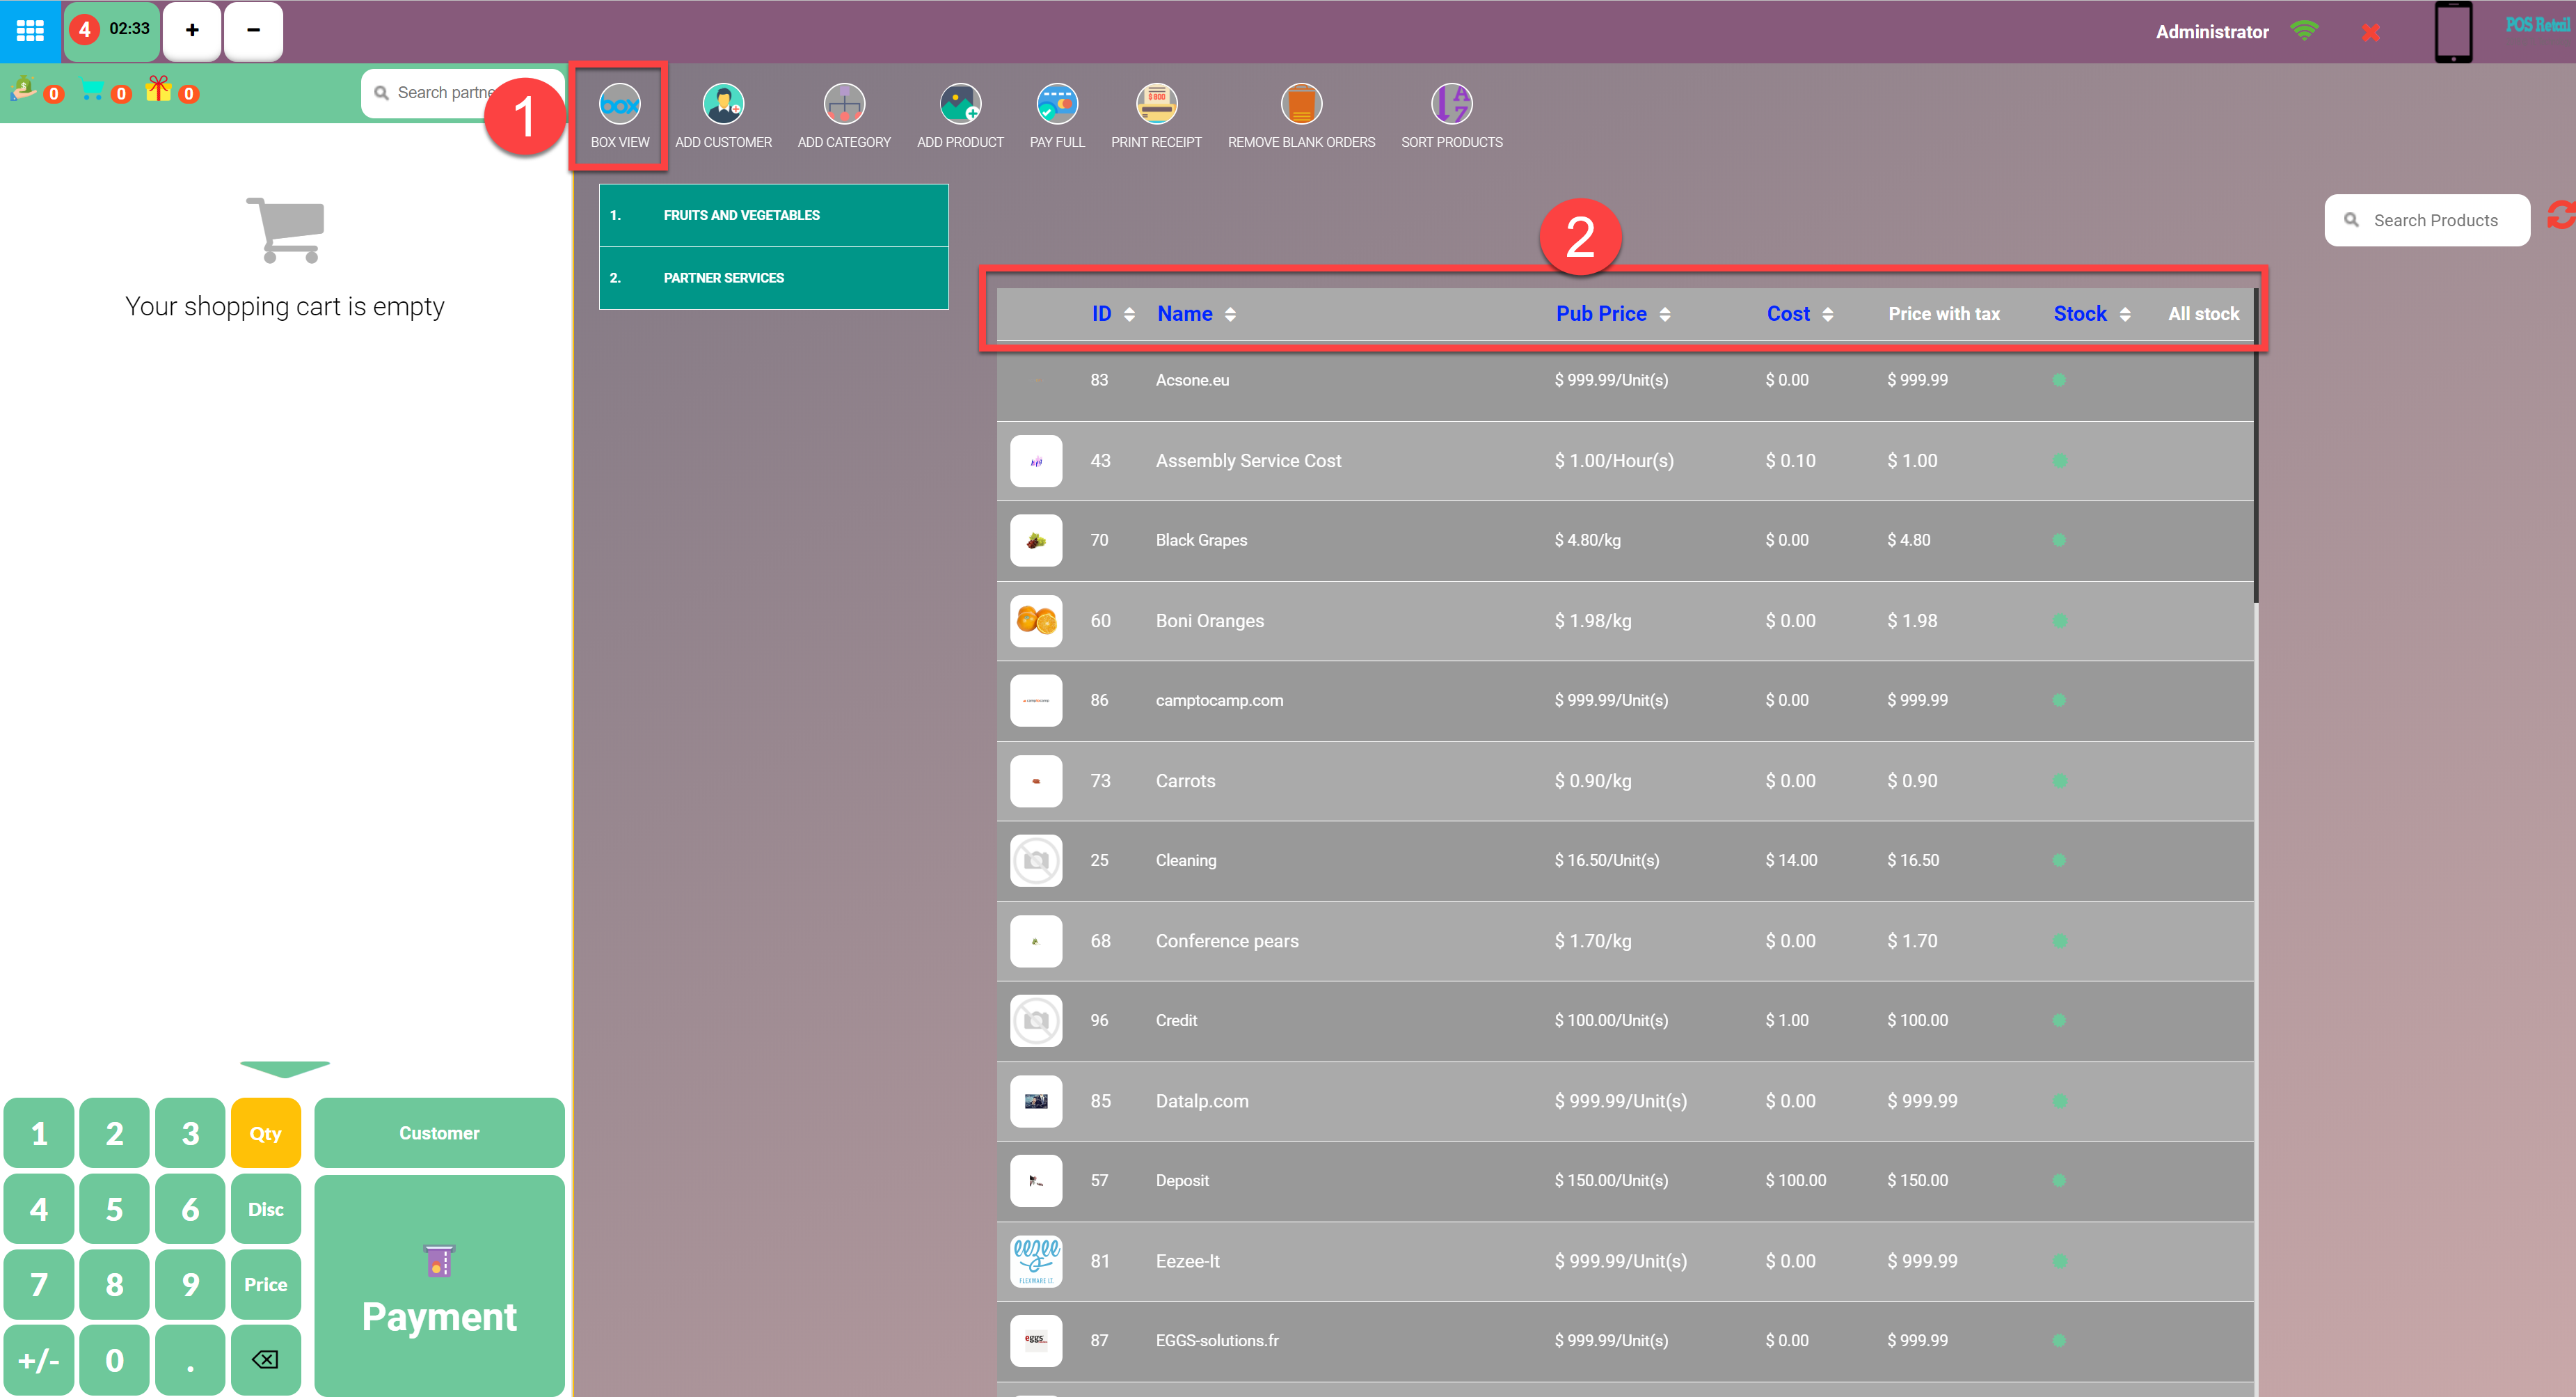 4 02:33 + −
Administrator
POS Retail
0 0 0
Search partne
1
box
BOX VIEW
ADD CUSTOMER
ADD CATEGORY
ADD PRODUCT
PAY FULL
$ 800
PRINT RECEIPT
REMOVE BLANK ORDERS
A
Z
SORT PRODUCTS
Your shopping cart is empty
1. FRUITS AND VEGETABLES
2. PARTNER SERVICES
2
Search Products
ID Name Pub Price Cost Price with tax Stock All stock
83 Acsone.eu $ 999.99/Unit(s) $ 0.00 $ 999.99
43 Assembly Service Cost $ 1.00/Hour(s) $ 0.10 $ 1.00
70 Black Grapes $ 4.80/kg $ 0.00 $ 4.80
60 Boni Oranges $ 1.98/kg $ 0.00 $ 1.98
86 camptocamp.com $ 999.99/Unit(s) $ 0.00 $ 999.99
73 Carrots $ 0.90/kg $ 0.00 $ 0.90
25 Cleaning $ 16.50/Unit(s) $ 14.00 $ 16.50
68 Conference pears $ 1.70/kg $ 0.00 $ 1.70
96 Credit $ 100.00/Unit(s) $ 1.00 $ 100.00
85 Datalp.com $ 999.99/Unit(s) $ 0.00 $ 999.99
57 Deposit $ 150.00/Unit(s) $ 100.00 $ 150.00
eezee
FLEXWARE IT.
81 Eezee-It $ 999.99/Unit(s) $ 0.00 $ 999.99
eggs
87 EGGS-solutions.fr $ 999.99/Unit(s) $ 0.00 $ 999.99
1 2 3 Qty Customer
4 5 6 Disc
7 8 9 Price
Payment
+/- 0 .